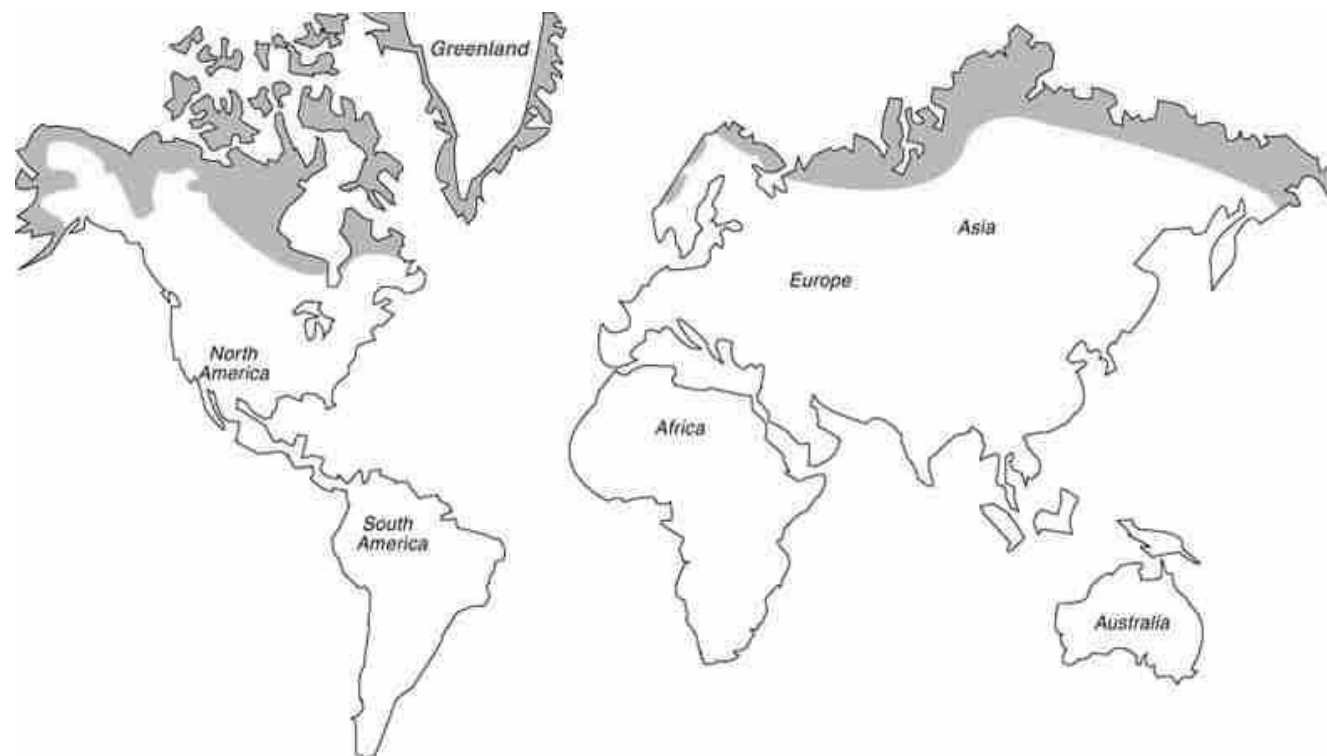 Greenland
Asia
Europe
North
America
Africa
South
America
Australia